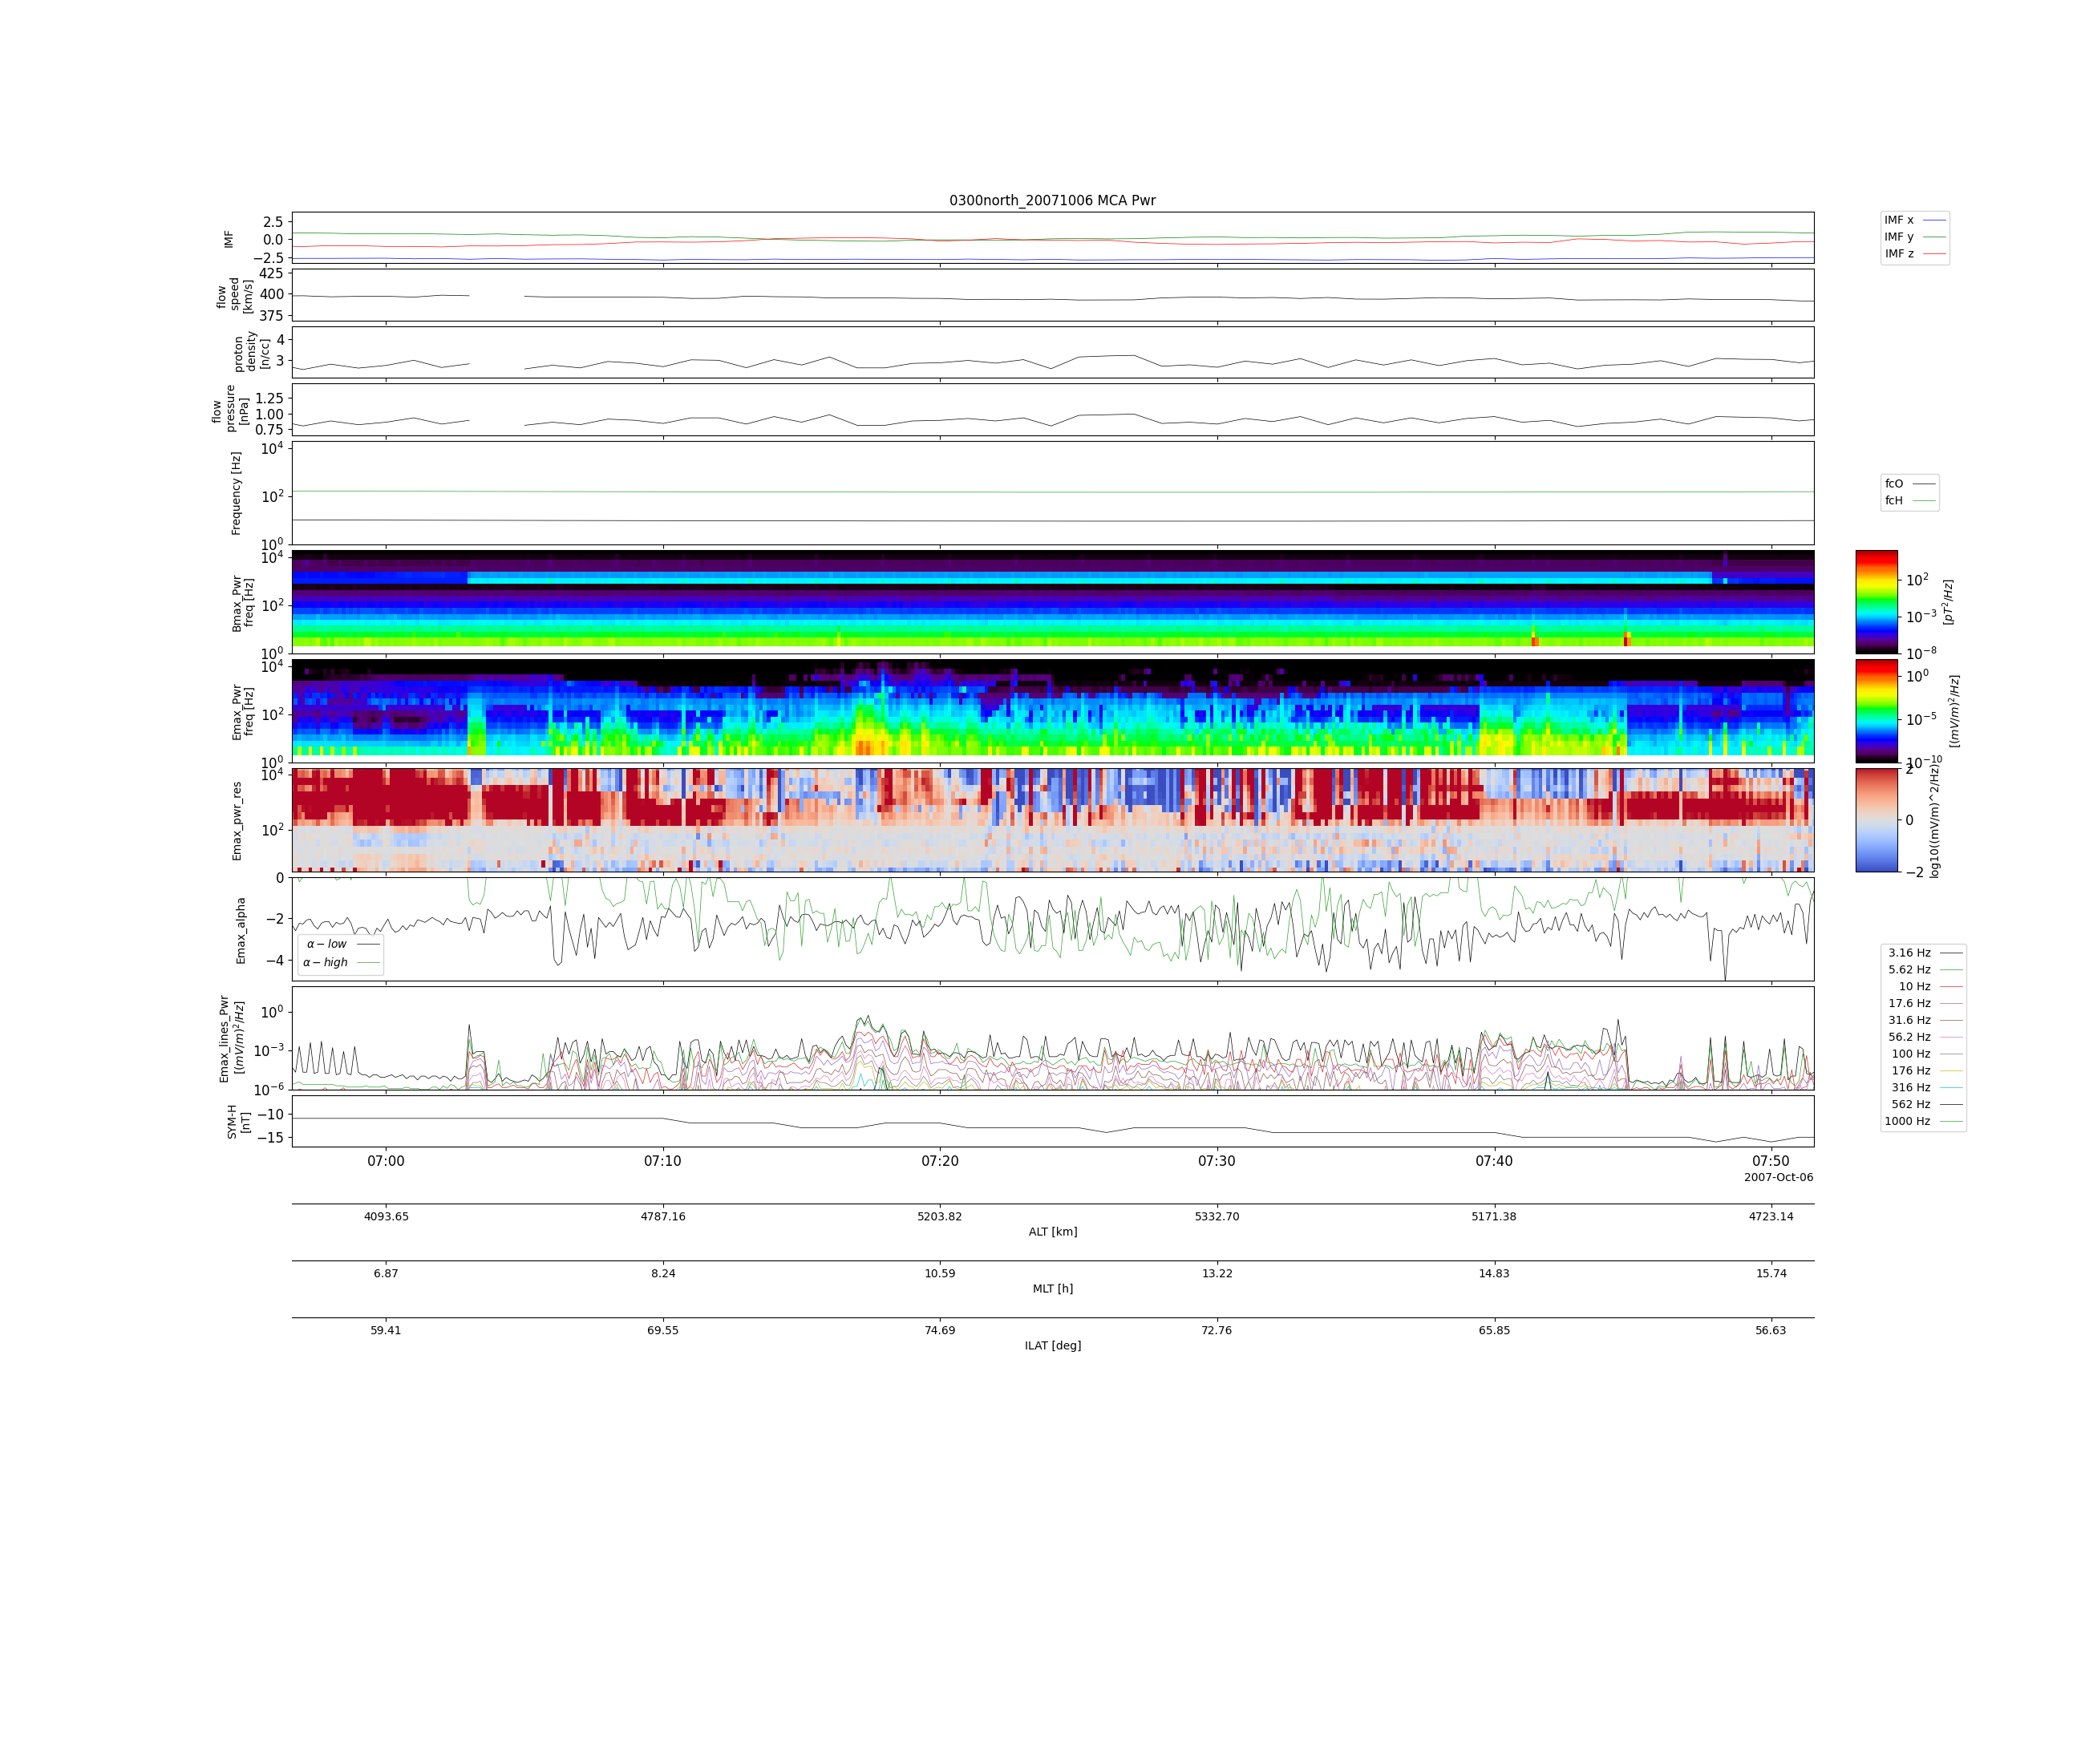 0300north_20071006 MCA Pwr
IMF
2.5
0.0
−2.5
IMF x
IMF y
IMF z
flow
speed
[km/s]
425
400
375
proton
density
[n/cc]
4
3
flow
pressure
[nPa]
1.25
1.00
0.75
Frequency [Hz]
10^4
10^2
10^0
fcO
fcH
Bmax_Pwr
freq [Hz]
10^4
10^2
10^0
10^2
10^−3
10^−8
[pT^2/Hz]
Emax_Pwr
freq [Hz]
10^4
10^2
10^0
10^0
10^−5
10^−10
[(mV/m)^2/Hz]
Emax_pwr_res
10^4
10^2
2
0
−2
log10((mV/m)^2/Hz)
Emax_alpha
0
−2
−4
α − low
α − high
Emax_lines_Pwr
[(mV/m)^2/Hz]
10^0
10^−3
10^−6
3.16 Hz
5.62 Hz
10 Hz
17.6 Hz
31.6 Hz
56.2 Hz
100 Hz
176 Hz
316 Hz
562 Hz
1000 Hz
SYM-H
[nT]
−10
−15
07:00 07:10 07:20 07:30 07:40 07:50
2007-Oct-06
4093.65 4787.16 5203.82 5332.70 5171.38 4723.14
ALT [km]
6.87 8.24 10.59 13.22 14.83 15.74
MLT [h]
59.41 69.55 74.69 72.76 65.85 56.63
ILAT [deg]